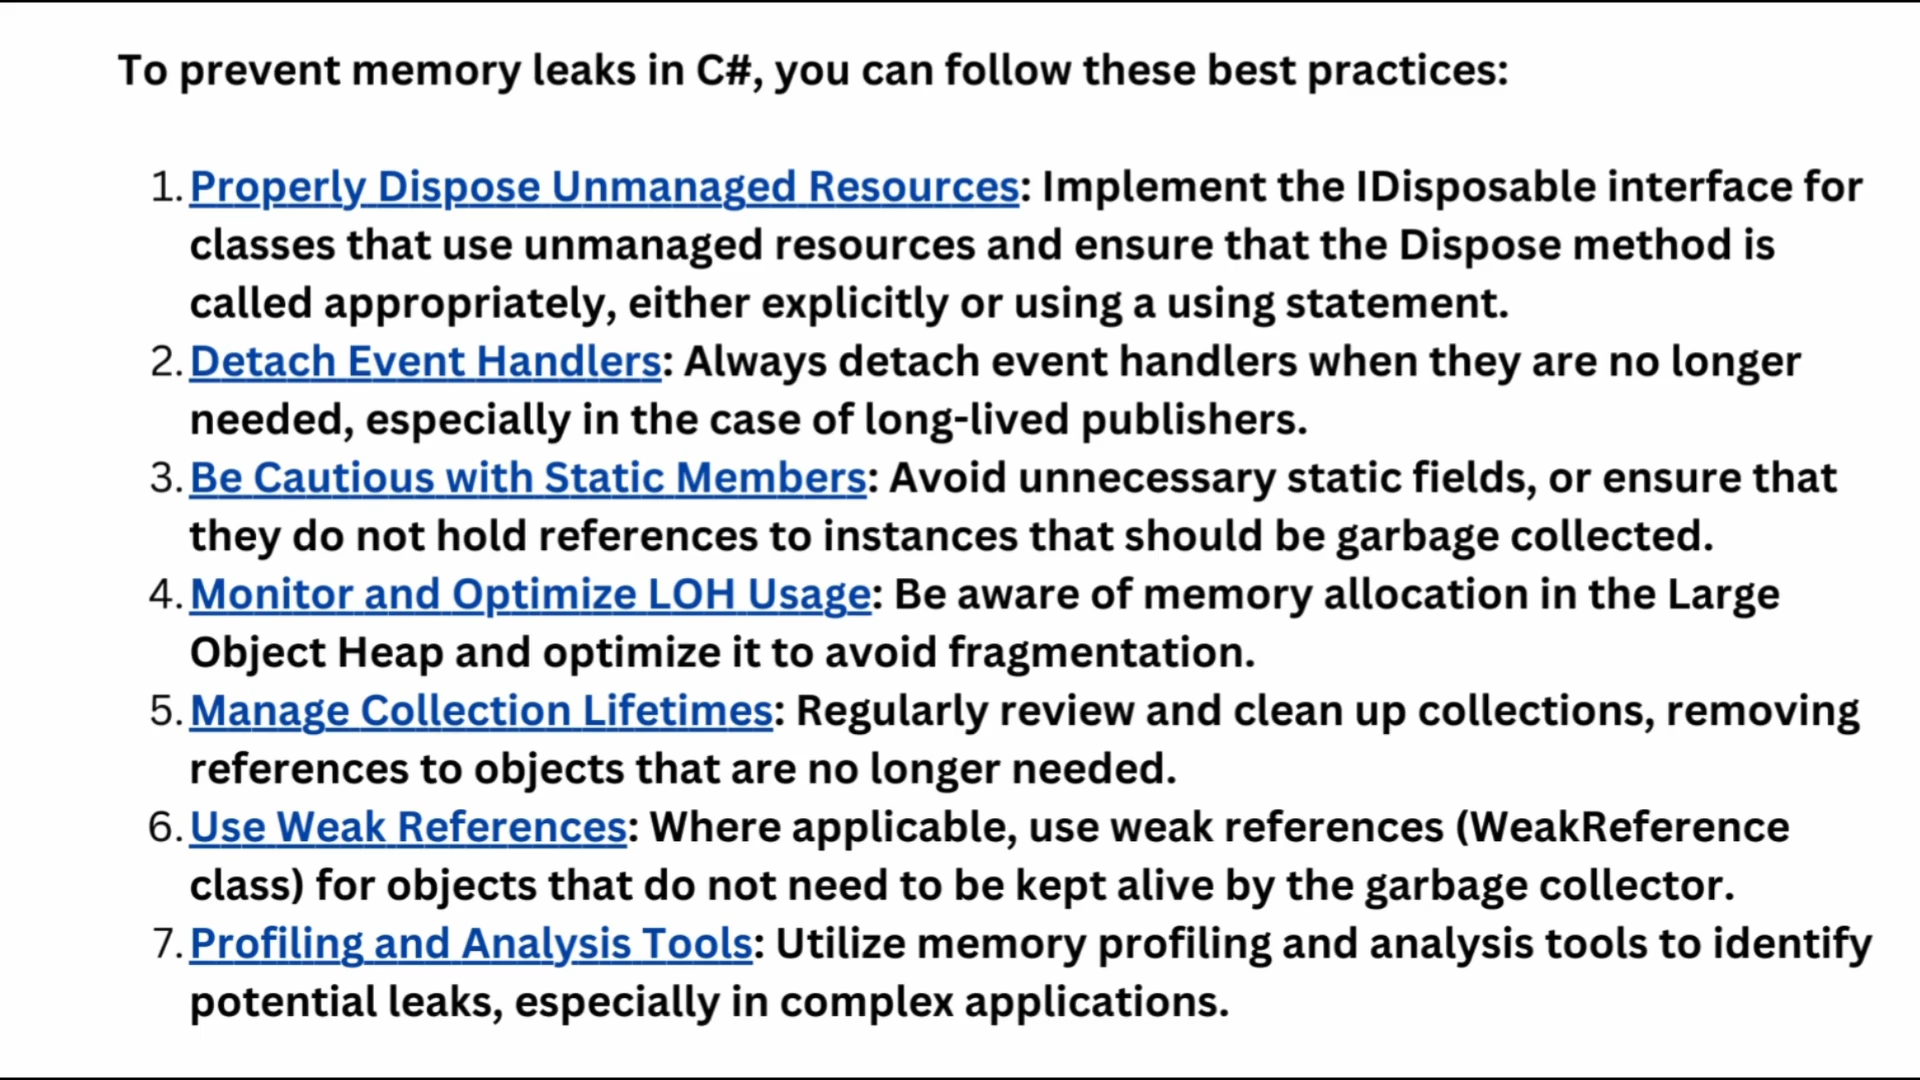 To prevent memory leaks in C#, you can follow these best practices:
1. Properly Dispose Unmanaged Resources: Implement the IDisposable interface for
classes that use unmanaged resources and ensure that the Dispose method is
called appropriately, either explicitly or using a using statement.
2. Detach Event Handlers: Always detach event handlers when they are no longer
needed, especially in the case of long-lived publishers.
3. Be Cautious with Static Members: Avoid unnecessary static fields, or ensure that
they do not hold references to instances that should be garbage collected.
4. Monitor and Optimize LOH Usage: Be aware of memory allocation in the Large
Object Heap and optimize it to avoid fragmentation.
5. Manage Collection Lifetimes: Regularly review and clean up collections, removing
references to objects that are no longer needed.
6. Use Weak References: Where applicable, use weak references (WeakReference
class) for objects that do not need to be kept alive by the garbage collector.
7. Profiling and Analysis Tools: Utilize memory profiling and analysis tools to identify
potential leaks, especially in complex applications.